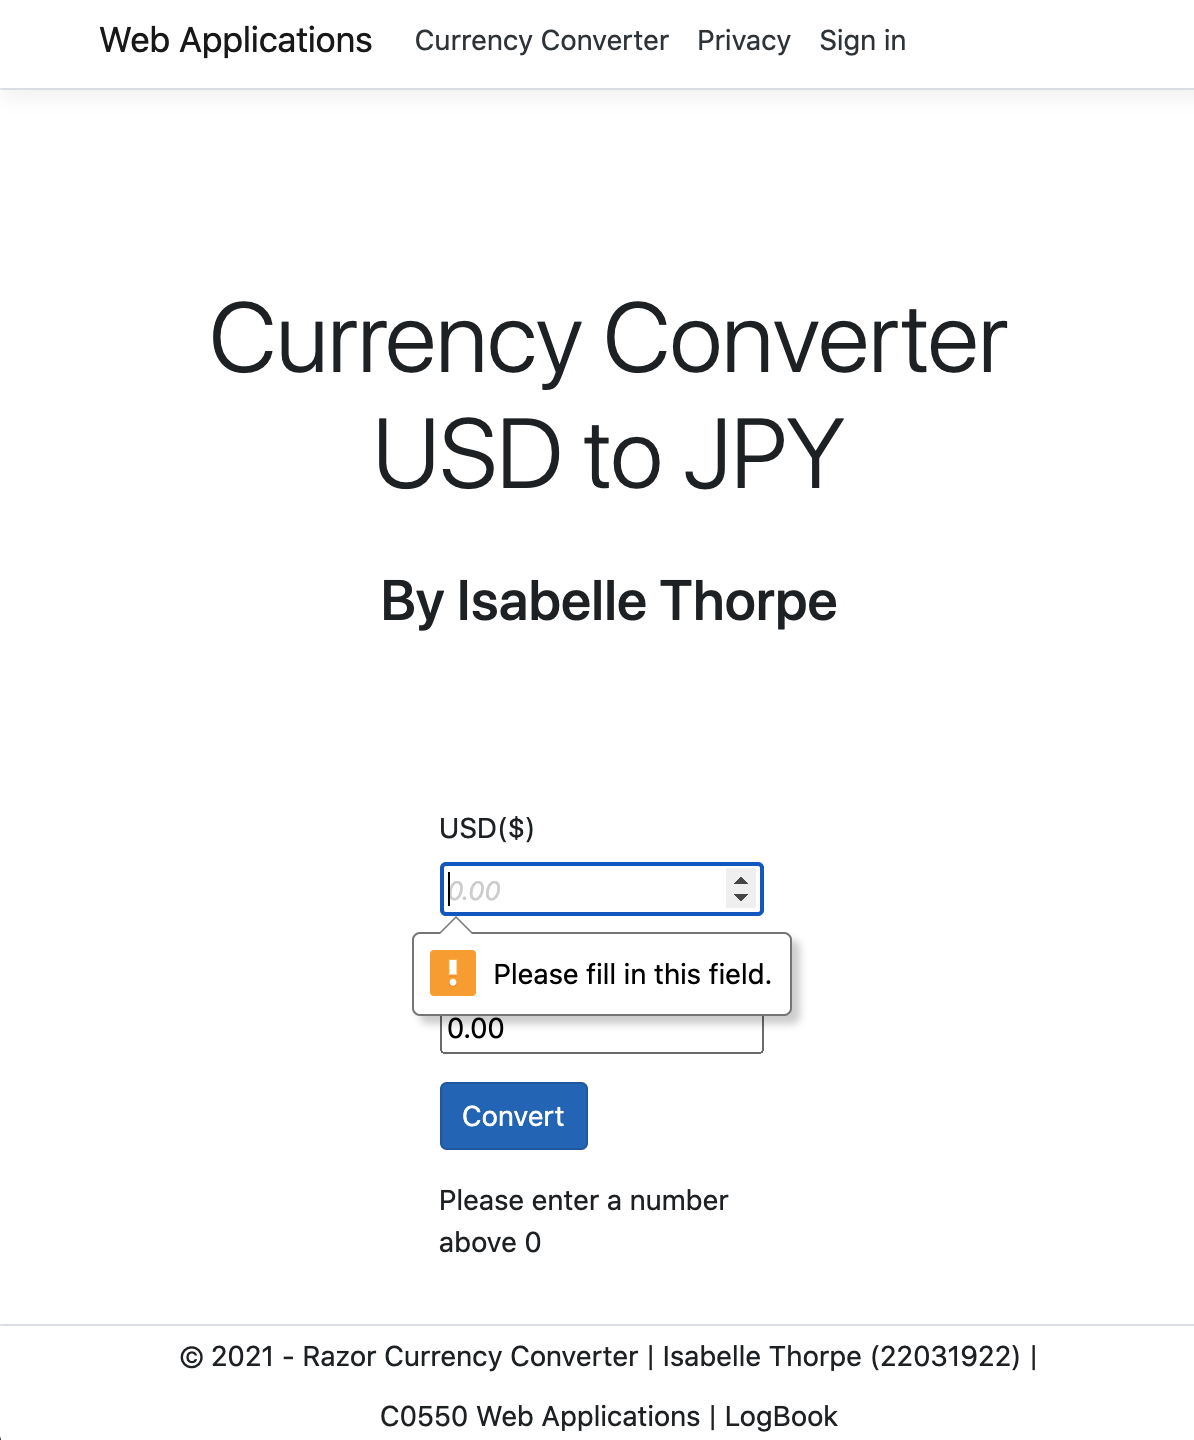 Web Applications Currency Converter Privacy Sign in
Currency Converter
USD to JPY
By Isabelle Thorpe
USD($)
0.00
Please fill in this field.
0.00
Convert
Please enter a number
above 0
© 2021 - Razor Currency Converter | Isabelle Thorpe (22031922) |
C0550 Web Applications | LogBook